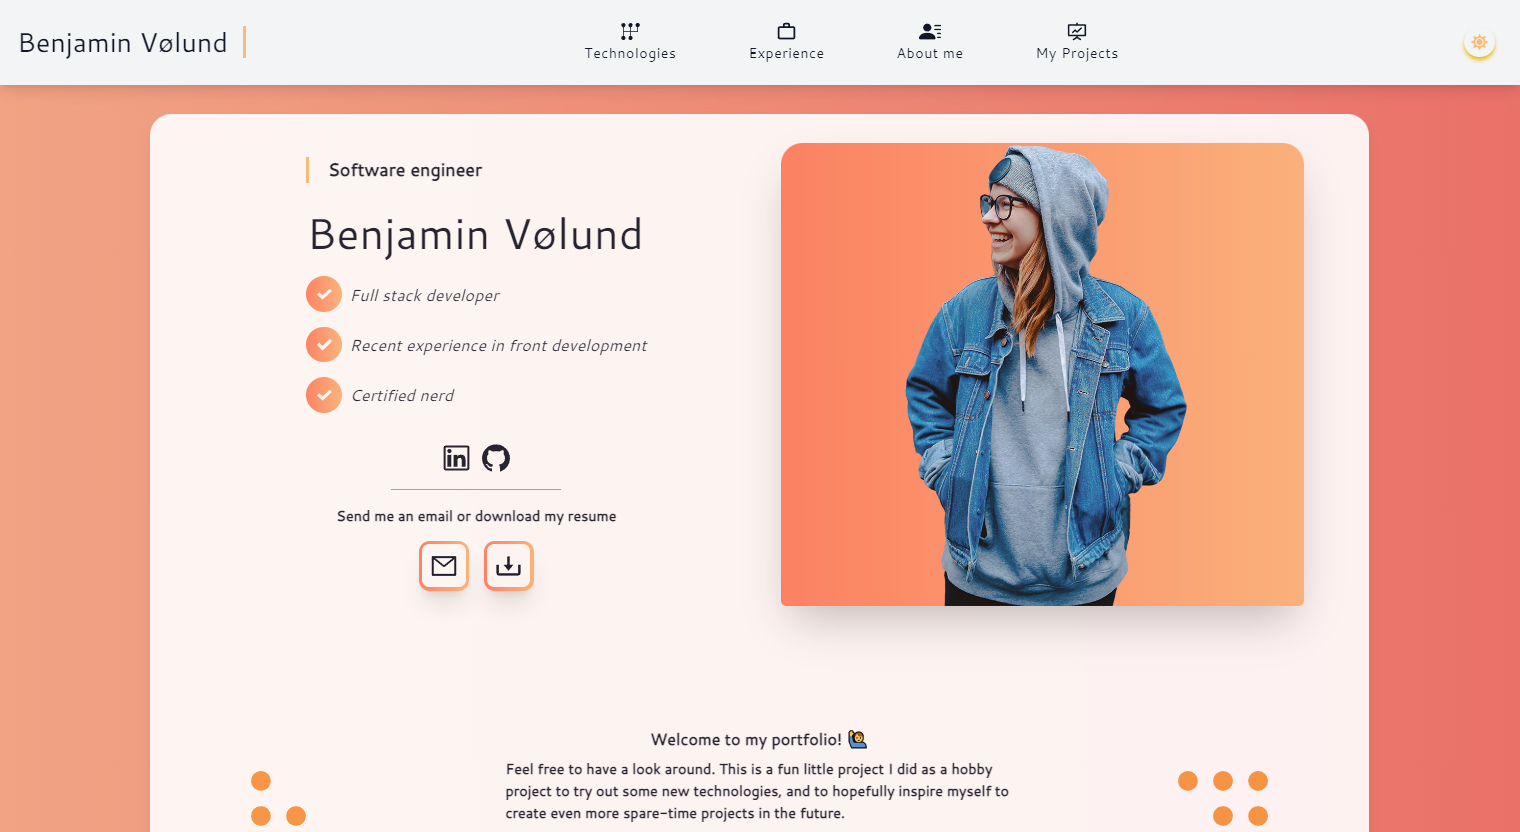 Benjamin Vølund
Technologies
Experience
About me
My Projects
Software engineer
Benjamin Vølund
Full stack developer
Recent experience in front development
Certified nerd
in
Send me an email or download my resume
Welcome to my portfolio! 🙋
Feel free to have a look around. This is a fun little project I did as a hobby
project to try out some new technologies, and to hopefully inspire myself to
create even more spare-time projects in the future.